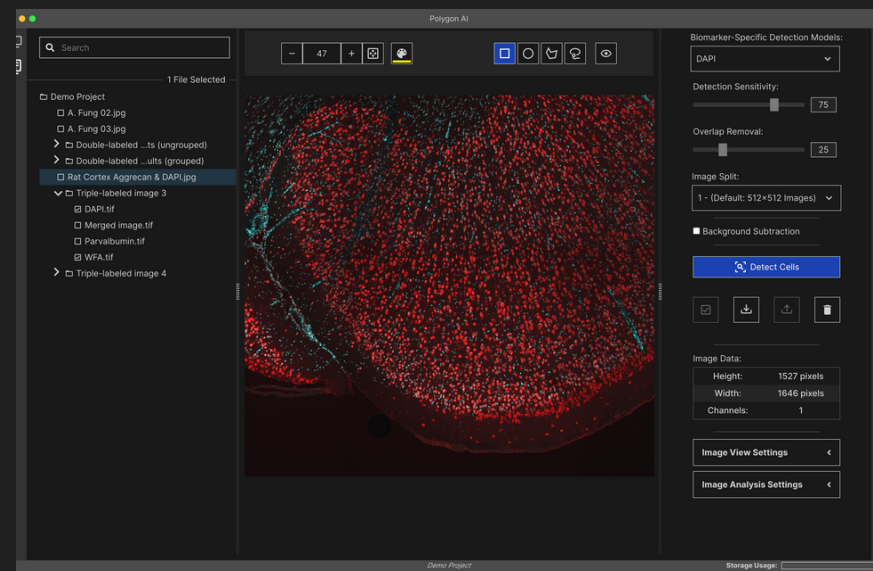 Polygon AI
Search
1 File Selected
Demo Project
A. Fung 02.jpg
A. Fung 03.jpg
Double-labeled ...ts (ungrouped)
Double-labeled ...ults (grouped)
Rat Cortex Aggrecan & DAPI.jpg
Triple-labeled image 3
DAPI.tif
Merged image.tif
Parvalbumin.tif
WFA.tif
Triple-labeled image 4
− 47 +
Biomarker-Specific Detection Models:
DAPI
Detection Sensitivity:
75
Overlap Removal:
25
Image Split:
1 - (Default: 512×512 Images)
Background Subtraction
Detect Cells
Image Data:
Height: 1527 pixels
Width: 1646 pixels
Channels: 1
Image View Settings
Image Analysis Settings
Demo Project
Storage Usage: